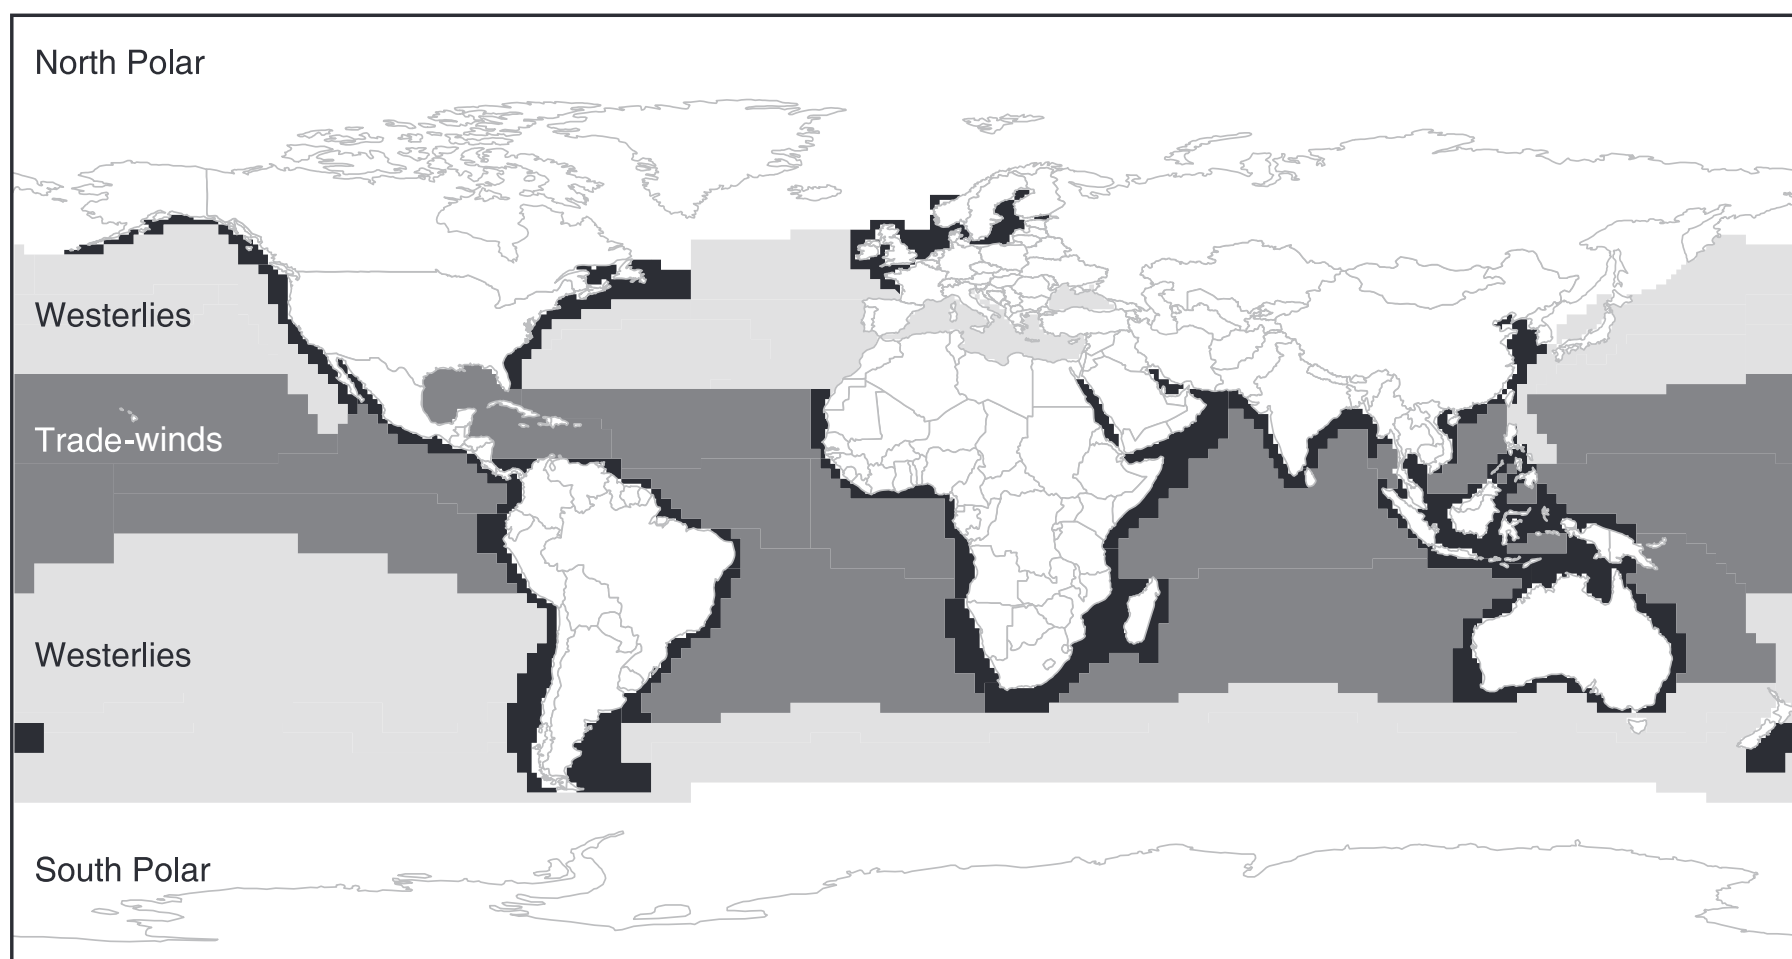 North Polar
Westerlies
Trade-winds
Westerlies
South Polar